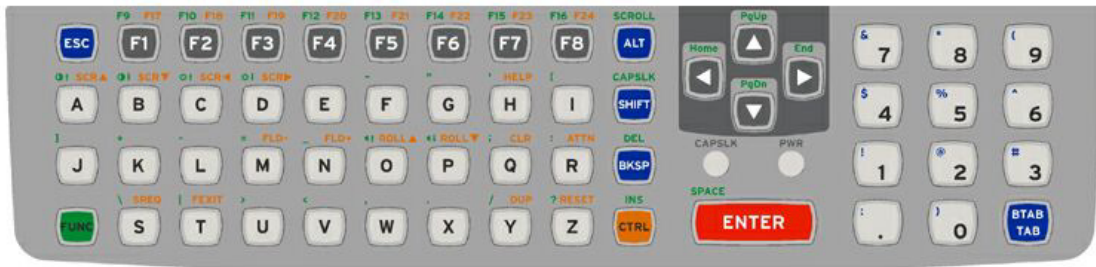 F9 F17 F10 F18 F11 F19 F12 F20 F13 F21 F14 F22 F15 F23 F16 F24 SCROLL
ESC F1 F2 F3 F4 F5 F6 F7 F8 ALT
PgUp
Home End
PgDn
& 7 * 8 ( 9
SCR▲ SCR▼ SCR◀ SCR▶ - " ' HELP [ CAPSLK
A B C D E F G H I SHIFT
$ 4 % 5 ^ 6
] + - = FLD- _ FLD+ ROLL▲ ROLL▼ ; CLR : ATTN DEL
J K L M N O P Q R BKSP
CAPSLK PWR
! 1 @ 2 # 3
\ SREQ | FEXIT > < , . / DUP ? RESET INS SPACE
FUNC S T U V W X Y Z CTRL ENTER
: . ) 0 BTAB TAB